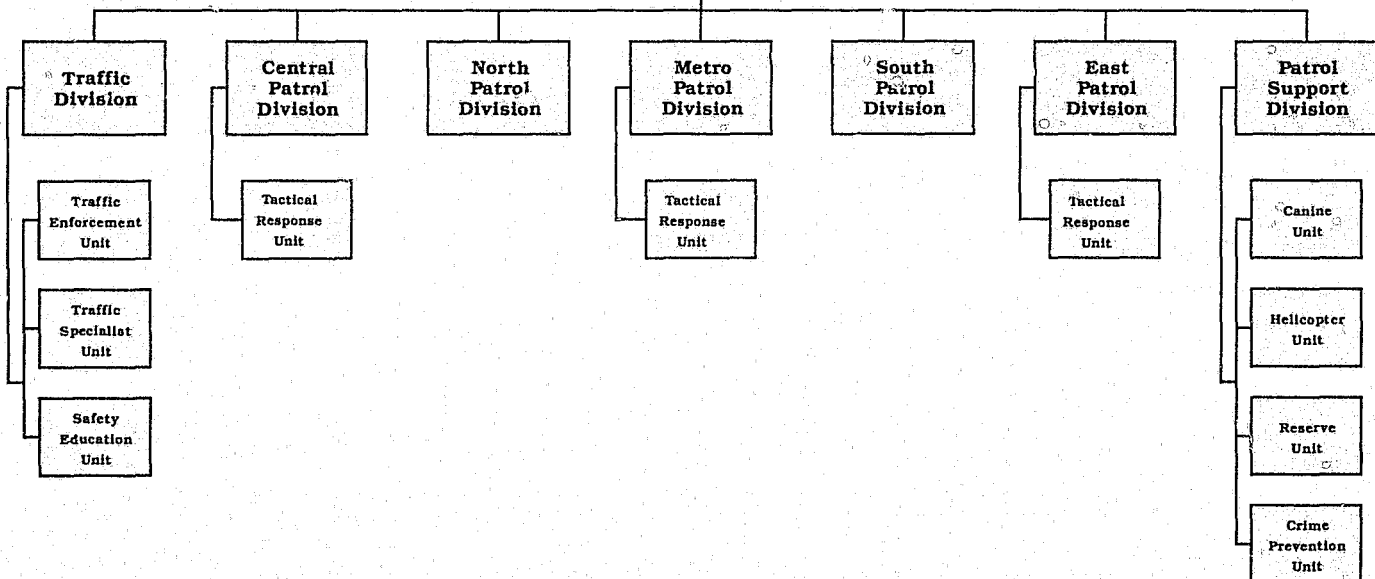 Traffic
Division
Central
Patrol
Division
North
Patrol
Division
Metro
Patrol
Division
South
Patrol
Division
East
Patrol
Division
Patrol
Support
Division
Traffic
Enforcement
Unit
Traffic
Specialist
Unit
Safety
Education
Unit
Tactical
Response
Unit
Tactical
Response
Unit
Tactical
Response
Unit
Canine
Unit
Helicopter
Unit
Reserve
Unit
Crime
Prevention
Unit